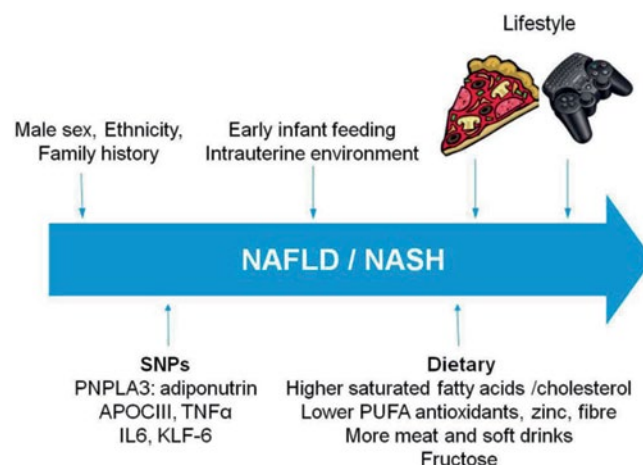 Lifestyle
Male sex, Ethnicity,
Family history
Early infant feeding
Intrauterine environment
NAFLD / NASH
SNPs
PNPLA3: adiponutrin
APOCIII, TNFα
IL6, KLF-6
Dietary
Higher saturated fatty acids /cholesterol
Lower PUFA antioxidants, zinc, fibre
More meat and soft drinks
Fructose